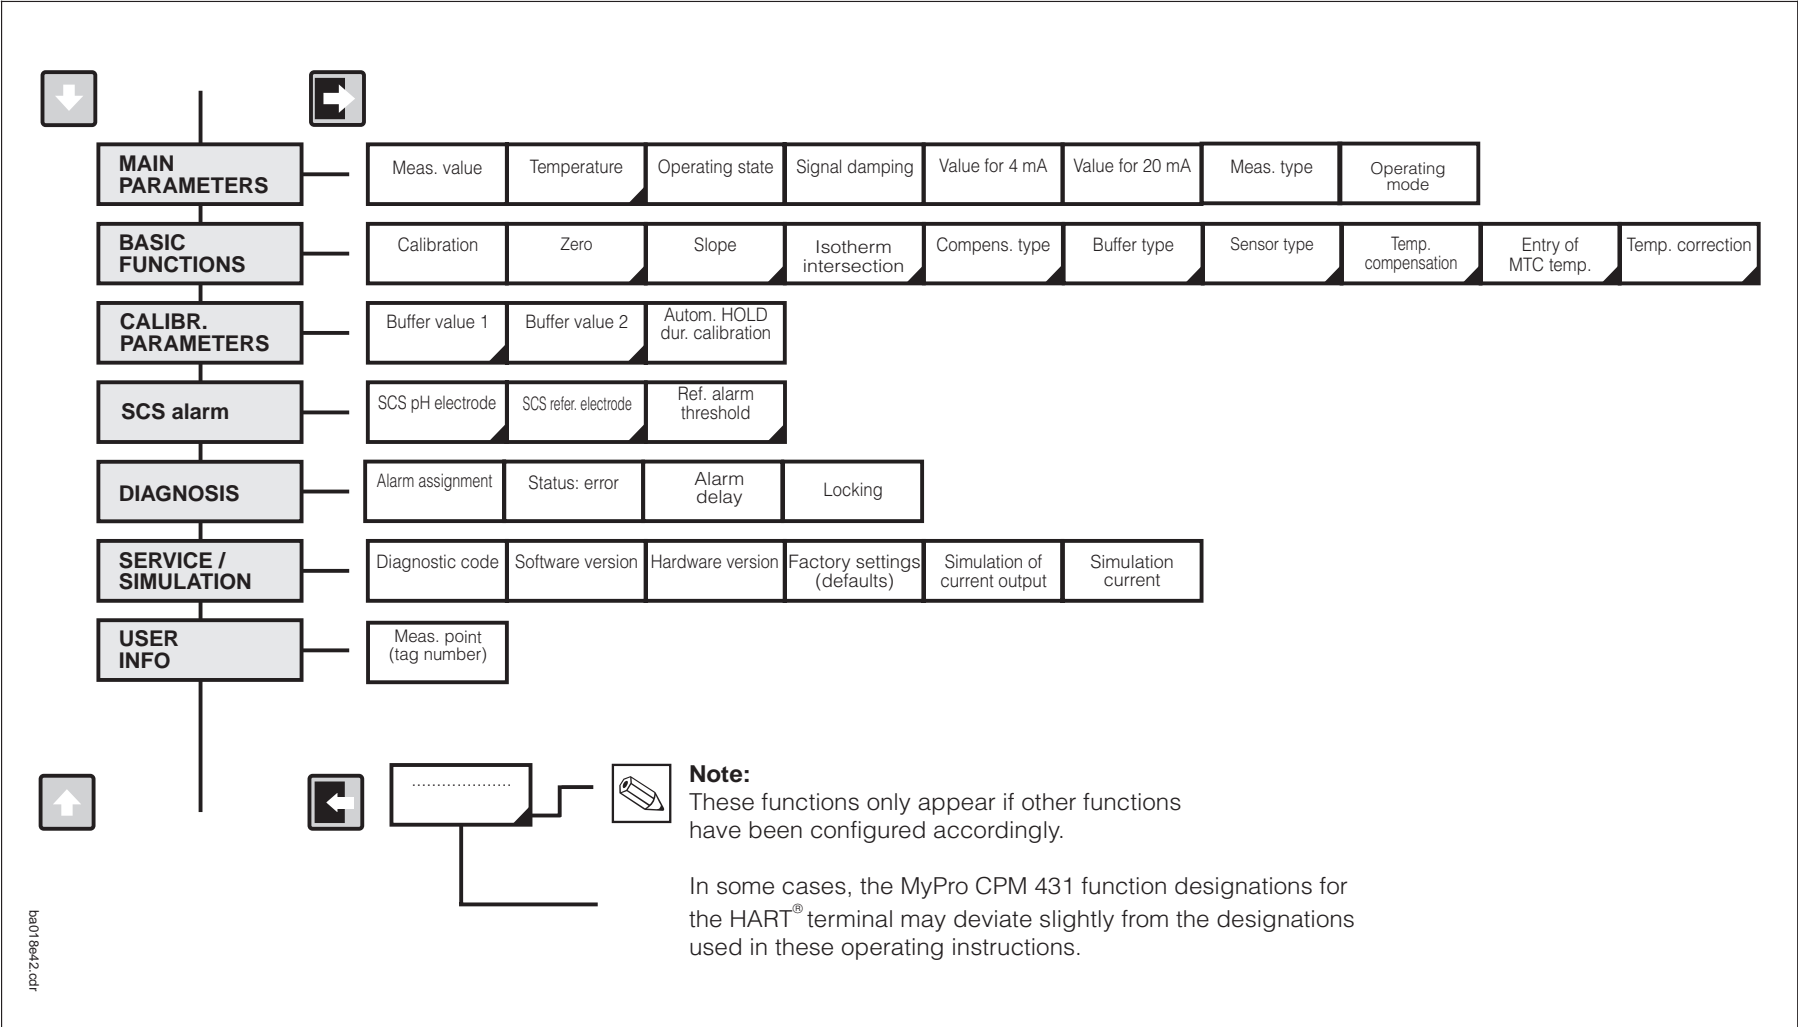 MAIN
PARAMETERS
Meas. value
Temperature
Operating state
Signal damping
Value for 4 mA
Value for 20 mA
Meas. type
Operating
mode
BASIC
FUNCTIONS
Calibration
Zero
Slope
Isotherm
intersection
Compens. type
Buffer type
Sensor type
Temp.
compensation
Entry of
MTC temp.
Temp. correction
CALIBR.
PARAMETERS
Buffer value 1
Buffer value 2
Autom. HOLD
dur. calibration
SCS alarm
SCS pH electrode
SCS refer. electrode
Ref. alarm
threshold
DIAGNOSIS
Alarm assignment
Status: error
Alarm
delay
Locking
SERVICE /
SIMULATION
Diagnostic code
Software version
Hardware version
Factory settings
(defaults)
Simulation of
current output
Simulation
current
USER
INFO
Meas. point
(tag number)
....................
Note:
These functions only appear if other functions
have been configured accordingly.
In some cases, the MyPro CPM 431 function designations for
the HART® terminal may deviate slightly from the designations
used in these operating instructions.
ba018e42.cdr